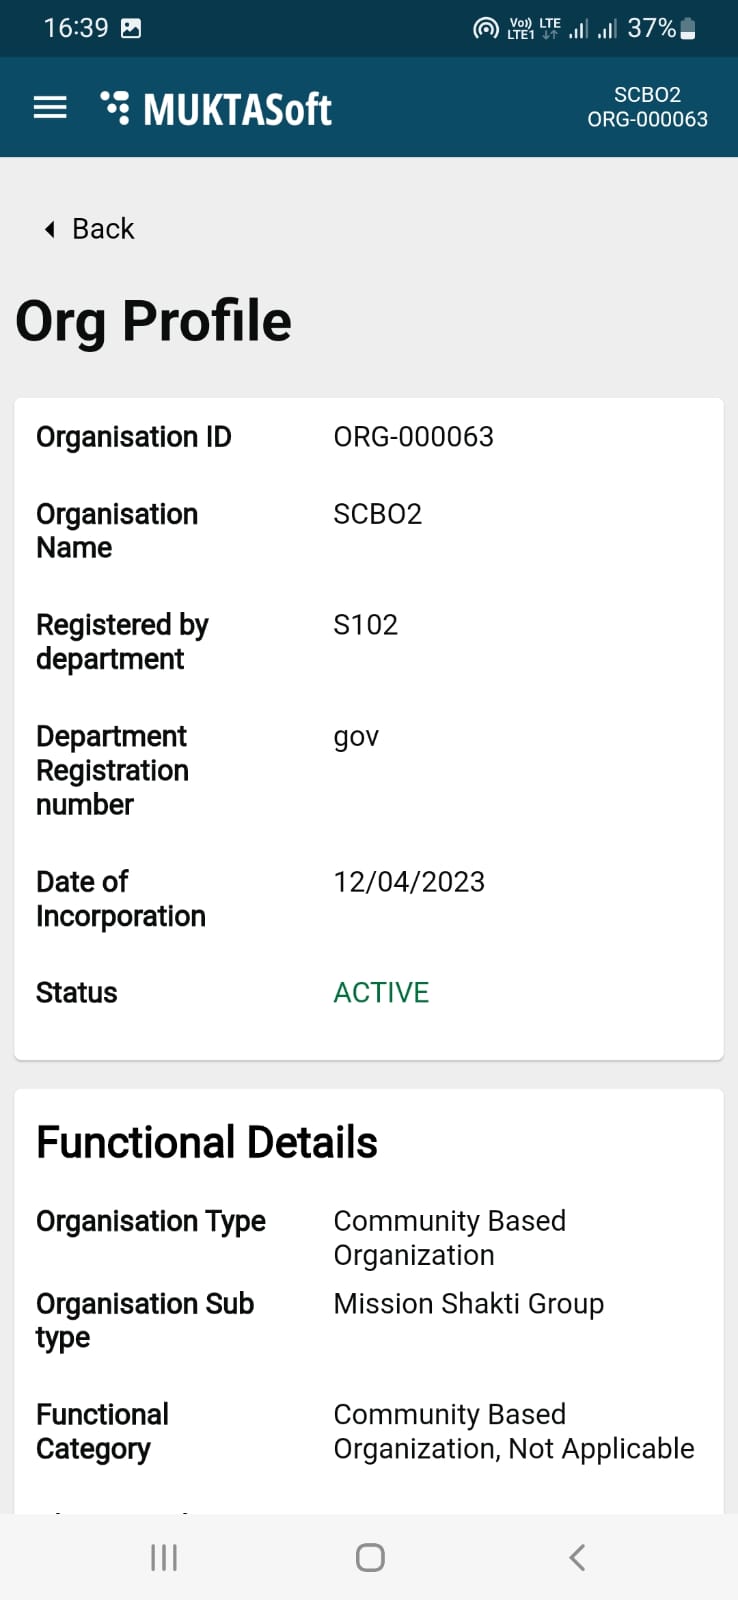 16:39
Vo) LTE
LTE1
37%
MUKTASoft
SCBO2
ORG-000063
Back
Org Profile
Organisation ID ORG-000063
Organisation SCBO2
Name
Registered by S102
department
Department gov
Registration
number
Date of 12/04/2023
Incorporation
Status ACTIVE
Functional Details
Organisation Type Community Based
Organization
Organisation Sub Mission Shakti Group
type
Functional Community Based
Category Organization, Not Applicable